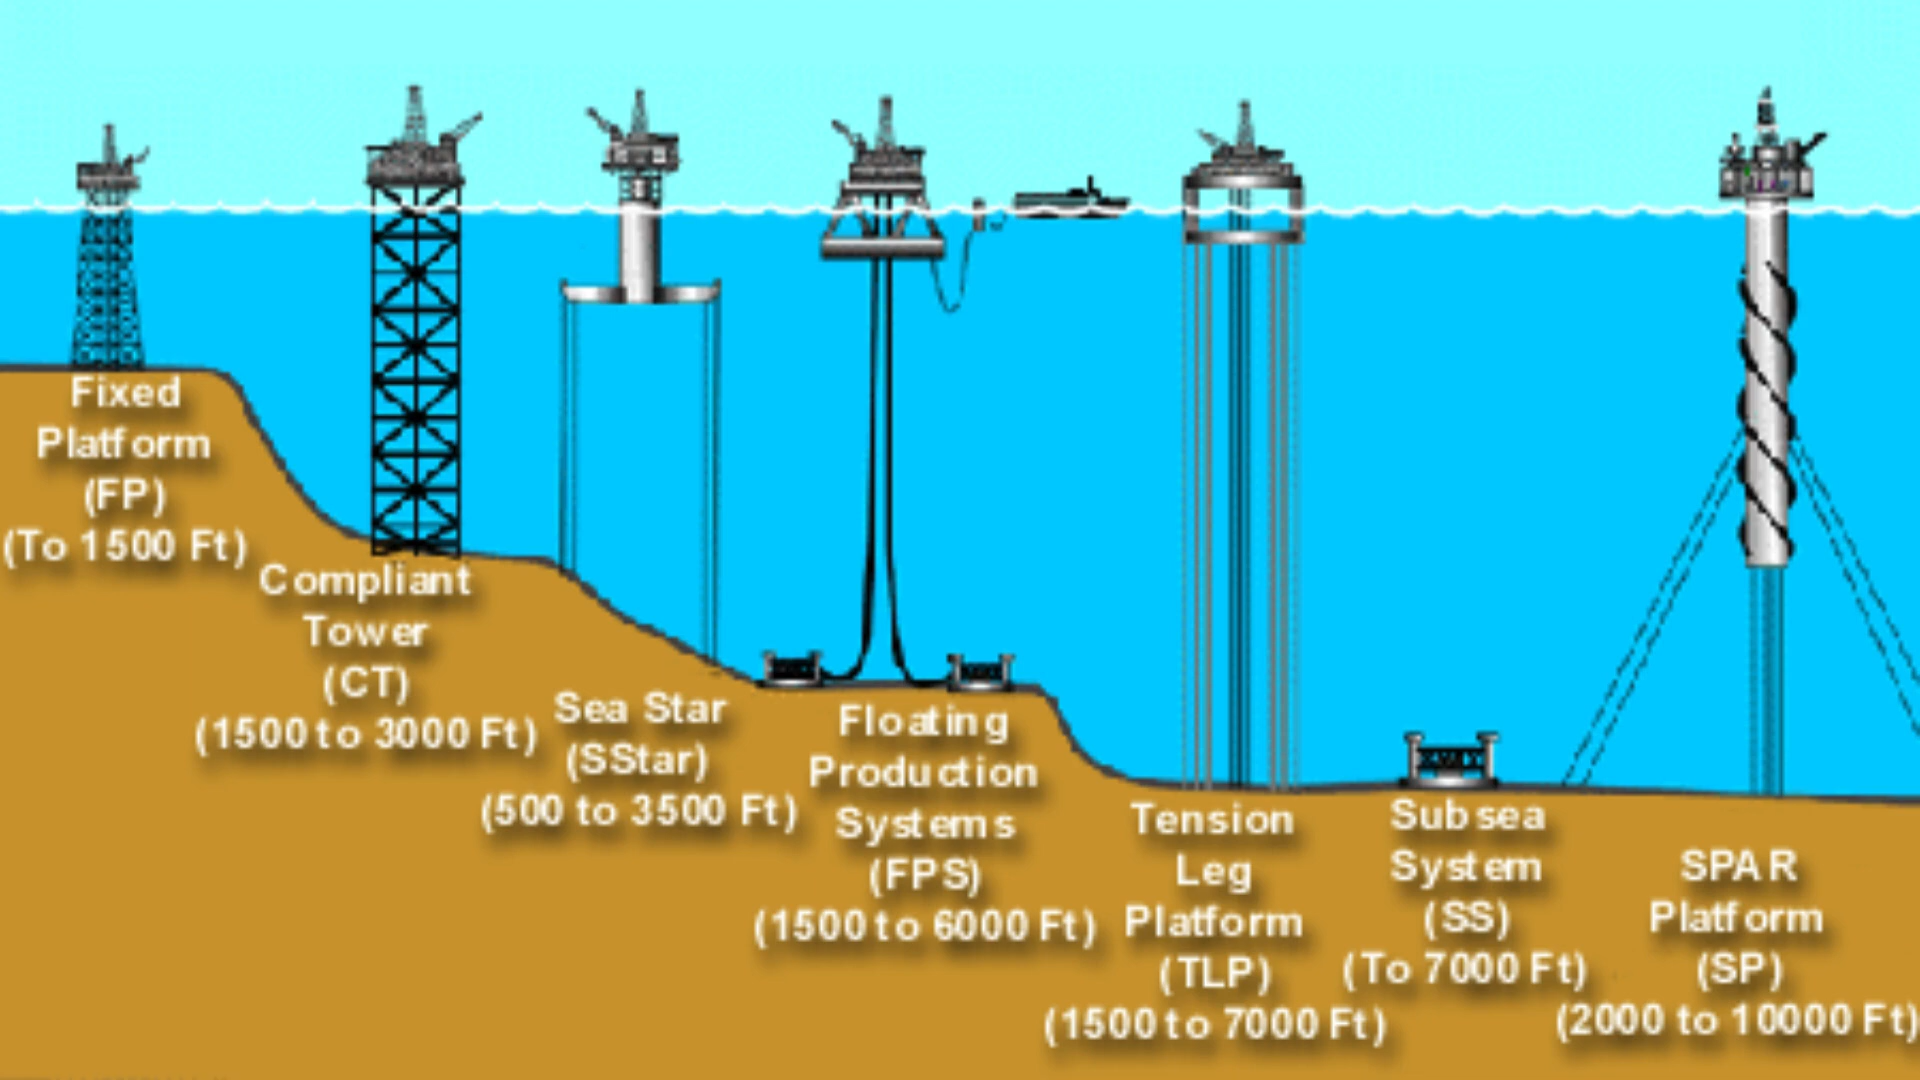 Fixed
Platform
(FP)
(To 1500 Ft)
Compliant
Tower
(CT)
(1500 to 3000 Ft)
Sea Star
(SStar)
(500 to 3500 Ft)
Floating
Production
Systems
(FPS)
(1500 to 6000 Ft)
Tension
Leg
Platform
(TLP)
(1500 to 7000 Ft)
Subsea
System
(SS)
(To 7000 Ft)
SPAR
Platform
(SP)
(2000 to 10000 Ft)